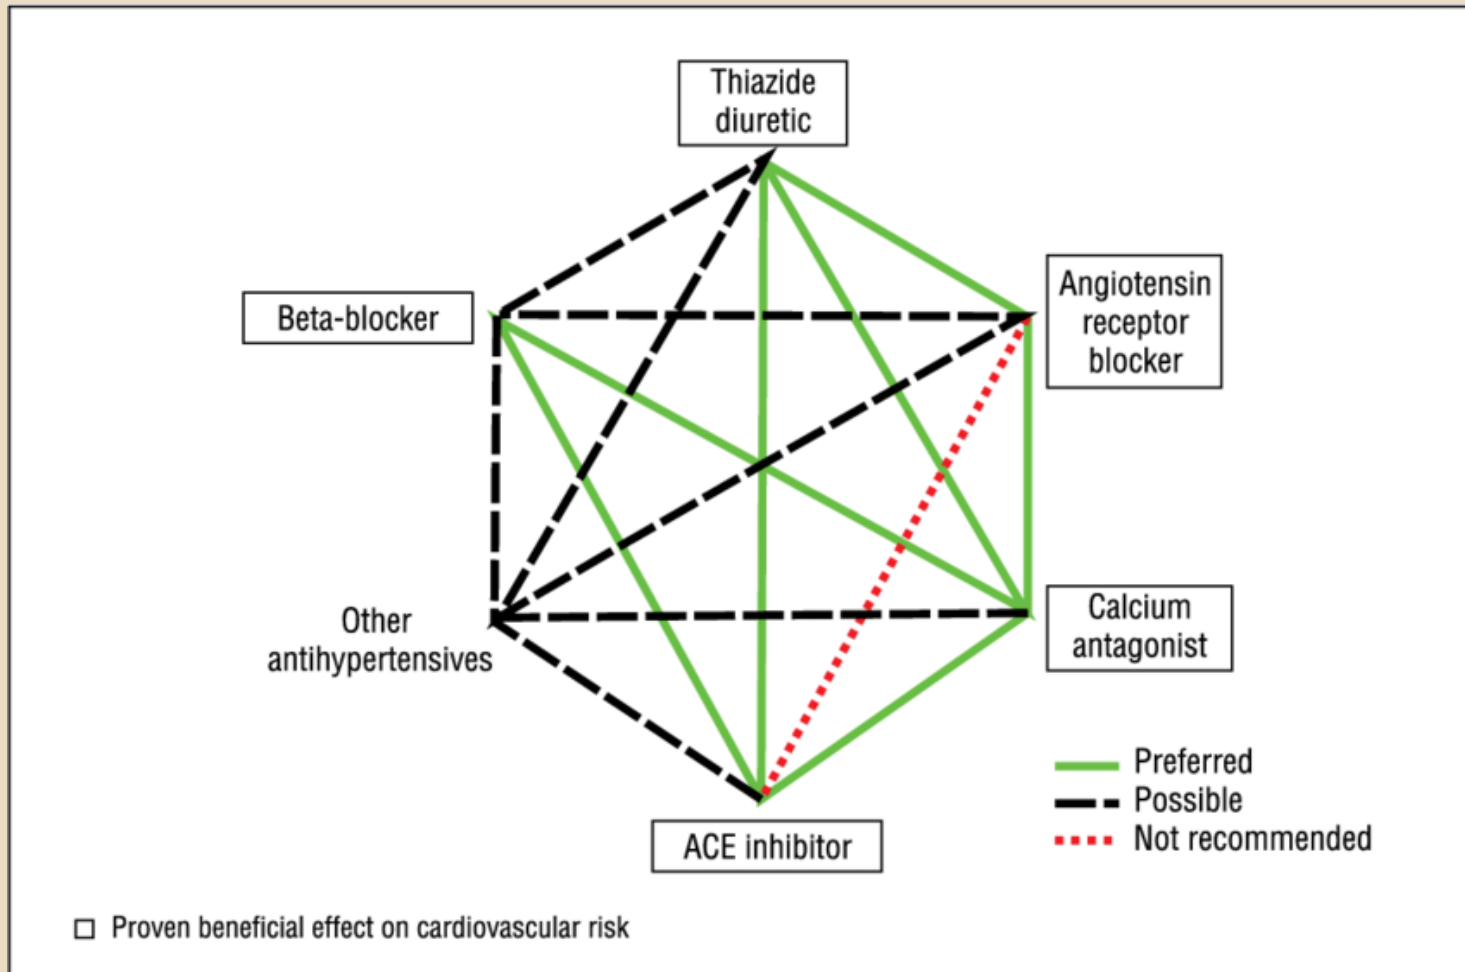 Thiazide
diuretic
Angiotensin
receptor
blocker
Beta-blocker
Other
antihypertensives
Calcium
antagonist
ACE inhibitor
Preferred
Possible
Not recommended
Proven beneficial effect on cardiovascular risk